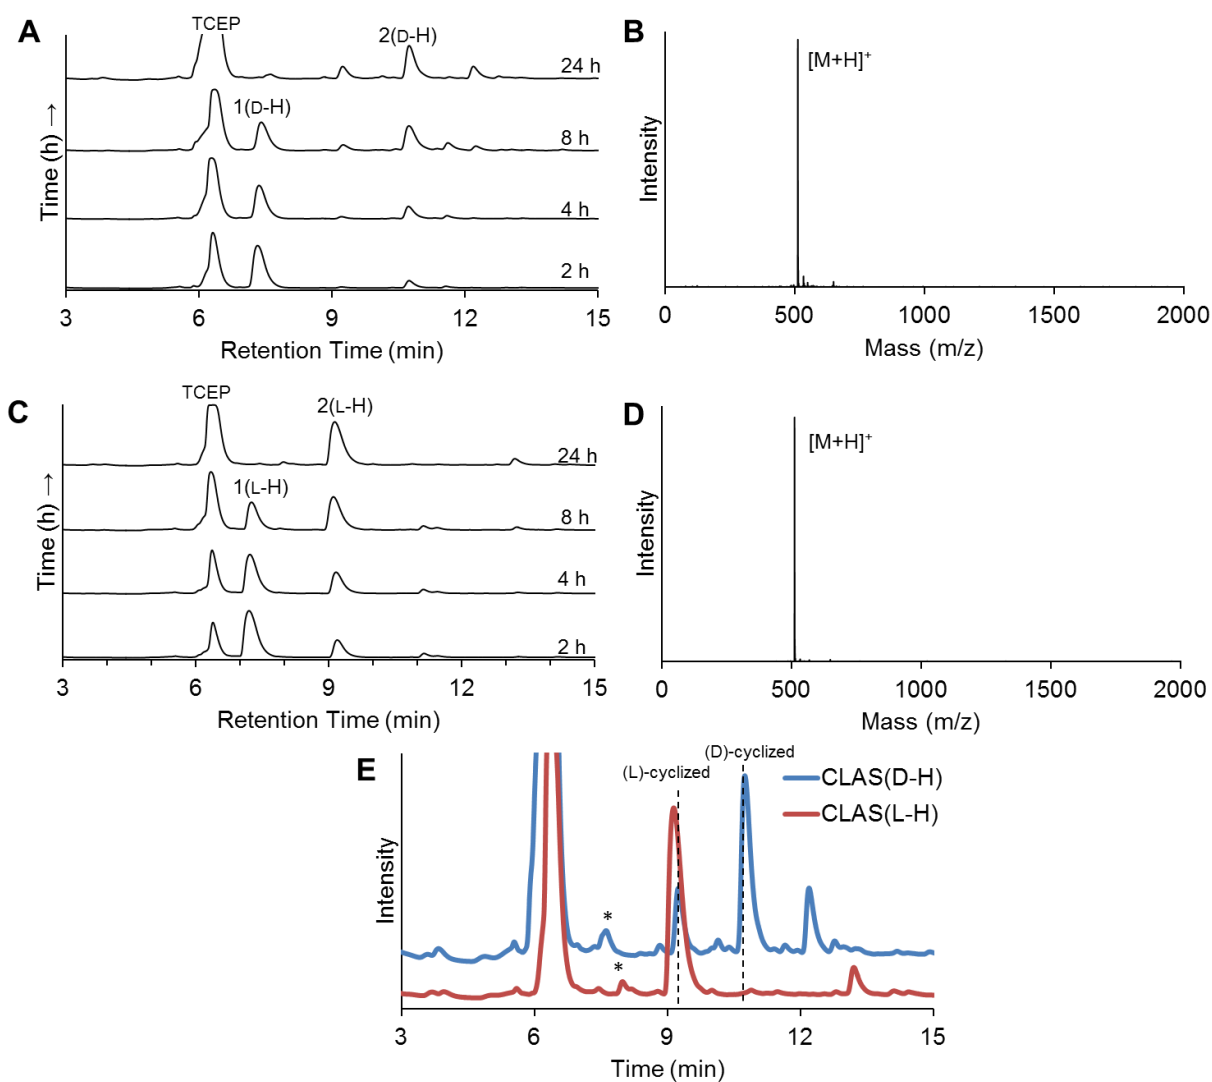 A
TCEP
2(D-H)
24 h
1(D-H)
8 h
4 h
2 h
Time (h) →
3 6 9 12 15
Retention Time (min)
B
[M+H]+
Intensity
0 500 1000 1500 2000
Mass (m/z)
C
TCEP
2(L-H)
24 h
1(L-H)
8 h
4 h
2 h
Time (h) →
3 6 9 12 15
Retention Time (min)
D
[M+H]+
Intensity
0 500 1000 1500 2000
Mass (m/z)
E
(L)-cyclized
(D)-cyclized
CLAS(D-H)
CLAS(L-H)
*
*
Intensity
3 6 9 12 15
Time (min)